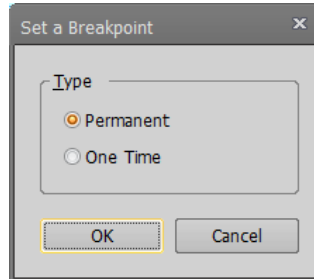 Set a Breakpoint
Type
Permanent
One Time
OK
Cancel